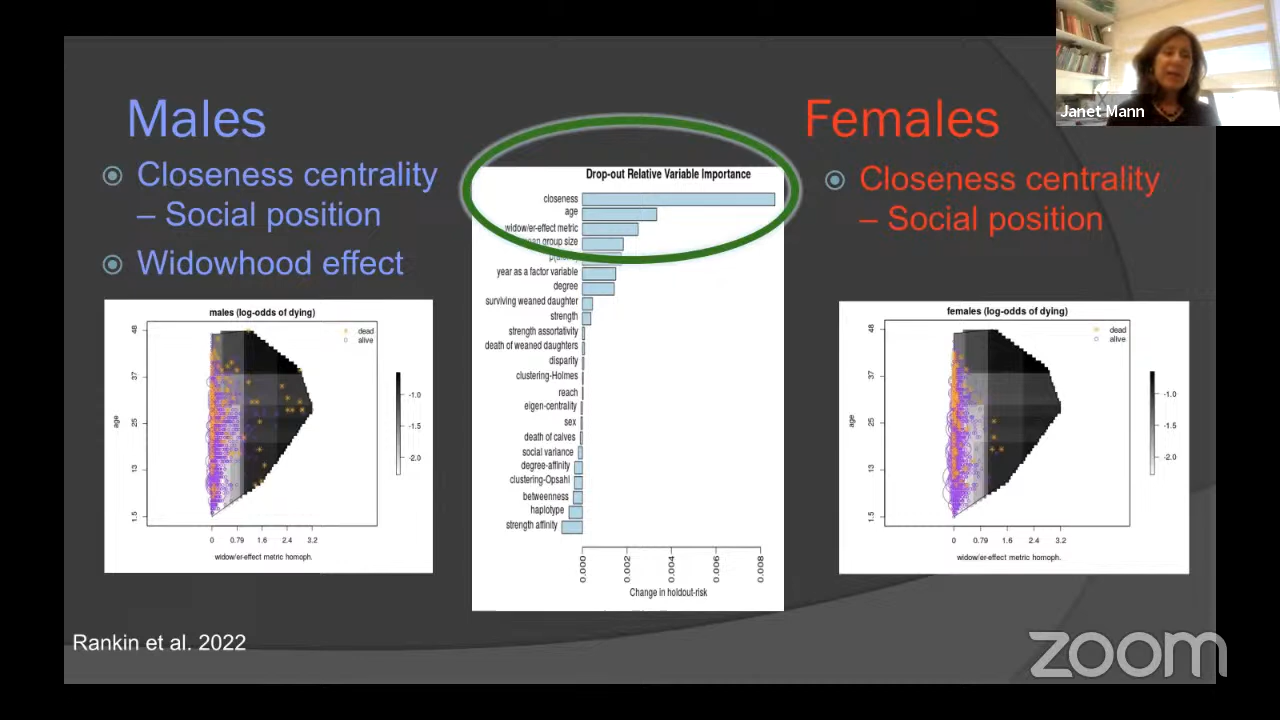 Janet Mann
Males
Closeness centrality
– Social position
Widowhood effect
Females
Closeness centrality
– Social position
Drop-out Relative Variable Importance
closeness
age
widow/er-effect metric
group size
year as a factor variable
degree
surviving weaned daughter
strength
strength assortativity
death of weaned daughters
disparity
clustering-Holmes
reach
eigen-centrality
sex
death of calves
social variance
degree-affinity
clustering-Opsahl
betweenness
haplotype
strength affinity
0.000 0.002 0.004 0.006 0.008
Change in holdout-risk
males (log-odds of dying)
dead
alive
48
37
25
13
1.5
age
-1.0
-1.5
-2.0
0 0.79 1.6 2.4 3.2
widow/er-effect metric homoph.
females (log-odds of dying)
dead
alive
48
37
25
13
1.5
age
-1.0
-1.5
-2.0
0 0.79 1.6 2.4 3.2
widow/er-effect metric homoph.
Rankin et al. 2022
zoom